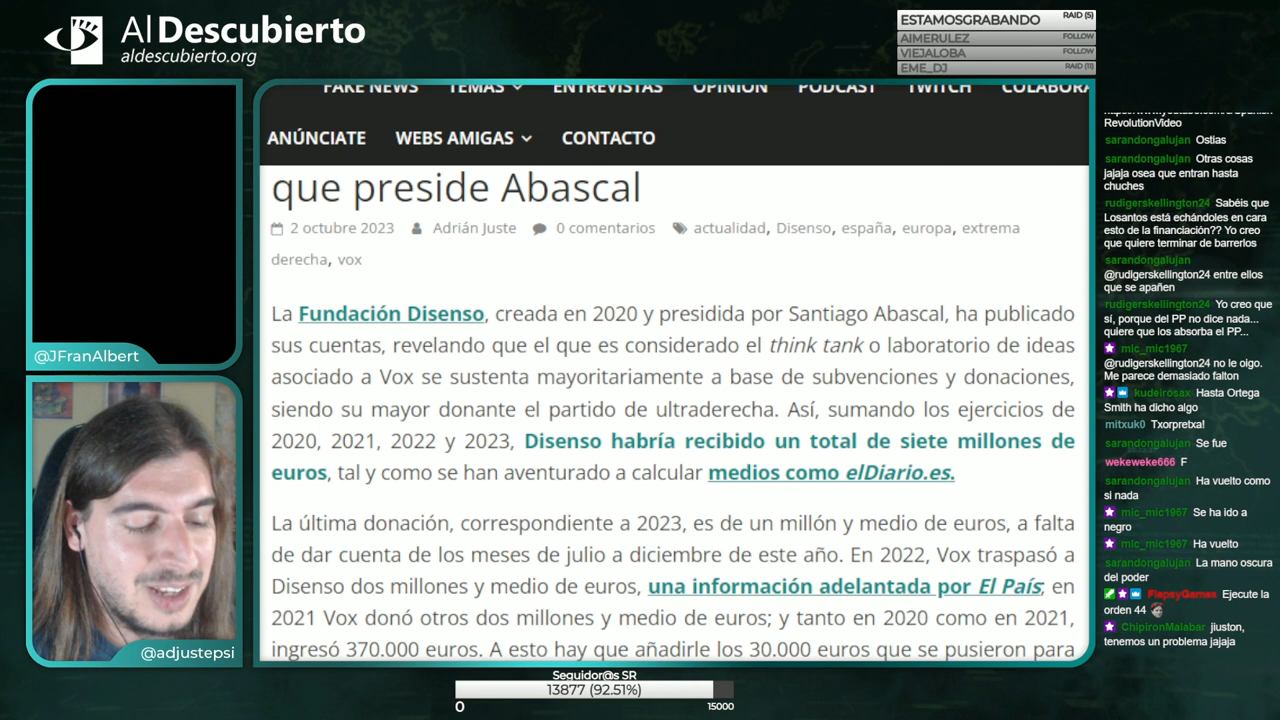 Al Descubierto
aldescubierto.org
ESTAMOSGRABANDO RAID (5)
AIMERULEZ FOLLOW
VIEJALOBA FOLLOW
EME_DJ RAID (11)
FAKE NEWS TEMAS ENTREVISTAS OPINIÓN PODCAST TWITCH COLABORA
ANÚNCIATE WEBS AMIGAS CONTACTO
que preside Abascal
2 octubre 2023 Adrián Juste 0 comentarios actualidad, Disenso, españa, europa, extrema
derecha, vox
La Fundación Disenso, creada en 2020 y presidida por Santiago Abascal, ha publicado
sus cuentas, revelando que el que es considerado el think tank o laboratorio de ideas
asociado a Vox se sustenta mayoritariamente a base de subvenciones y donaciones,
siendo su mayor donante el partido de ultraderecha. Así, sumando los ejercicios de
2020, 2021, 2022 y 2023, Disenso habría recibido un total de siete millones de
euros, tal y como se han aventurado a calcular medios como elDiario.es.
La última donación, correspondiente a 2023, es de un millón y medio de euros, a falta
de dar cuenta de los meses de julio a diciembre de este año. En 2022, Vox traspasó a
Disenso dos millones y medio de euros, una información adelantada por El País; en
2021 Vox donó otros dos millones y medio de euros; y tanto en 2020 como en 2021,
ingresó 370.000 euros. A esto hay que añadirle los 30.000 euros que se pusieron para
@JFranAlbert
@adjustepsi
RevolutionVideo
sarandongalujan Ostias
sarandongalujan Otras cosas
jajaja osea que entran hasta
chuches
rudigerskellington24 Sabéis que
Losantos está echándoles en cara
esto de la financiación?? Yo creo
que quiere terminar de barrerlos
sarandongalujan
@rudigerskellington24 entre ellos
que se apañen
rudigerskellington24 Yo creo que
sí, porque del PP no dice nada...
quiere que los absorba el PP...
mic_mic1967
@rudigerskellington24 no le oigo.
Me parece demasiado falton
kudeirosax Hasta Ortega
Smith ha dicho algo
mitxuk0 Txorpretxa!
sarandongalujan Se fue
wekeweke666 F
sarandongalujan Ha vuelto como
si nada
mic_mic1967 Se ha ido a
negro
mic_mic1967 Ha vuelto
sarandongalujan La mano oscura
del poder
FlapsyGames Ejecute la
orden 44
ChipironMalabar jiuston,
tenemos un problema jajaja
Seguidor@s SR
13877 (92.51%)
0 15000